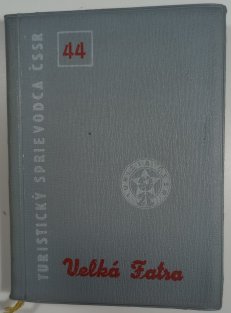 44
TURISTICKÝ SPRIEVODCA ČSSR
Veľká Fatra